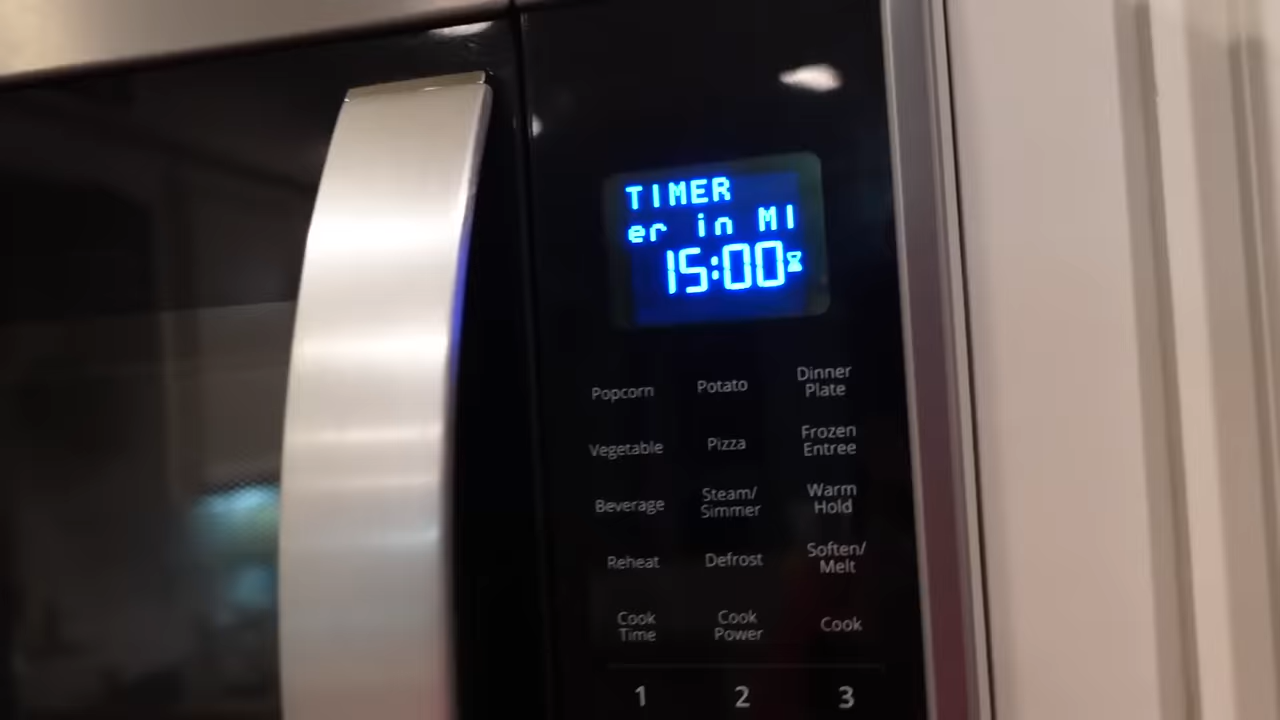 TIMER
er in MI
15:00
Popcorn Potato Dinner Plate
Vegetable Pizza Frozen Entree
Beverage Steam/ Simmer Warm Hold
Reheat Defrost Soften/ Melt
Cook Time Cook Power Cook
1 2 3